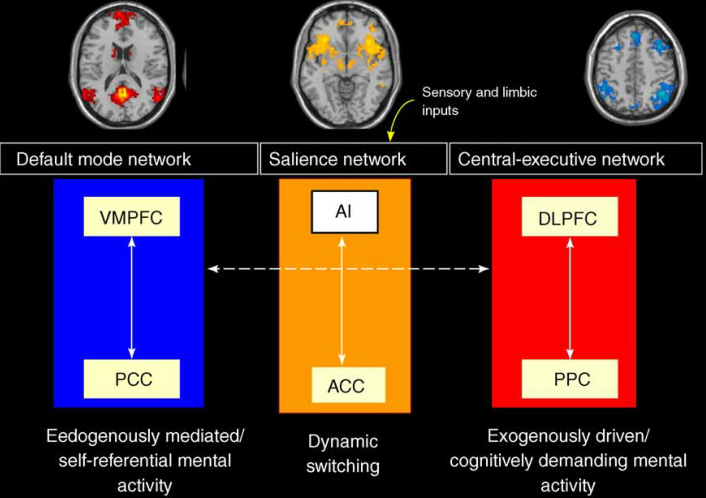 Sensory and limbic
inputs
Default mode network
Salience network
Central-executive network
VMPFC
AI
DLPFC
PCC
ACC
PPC
Eedogenously mediated/
self-referential mental
activity
Dynamic
switching
Exogenously driven/
cognitively demanding mental
activity